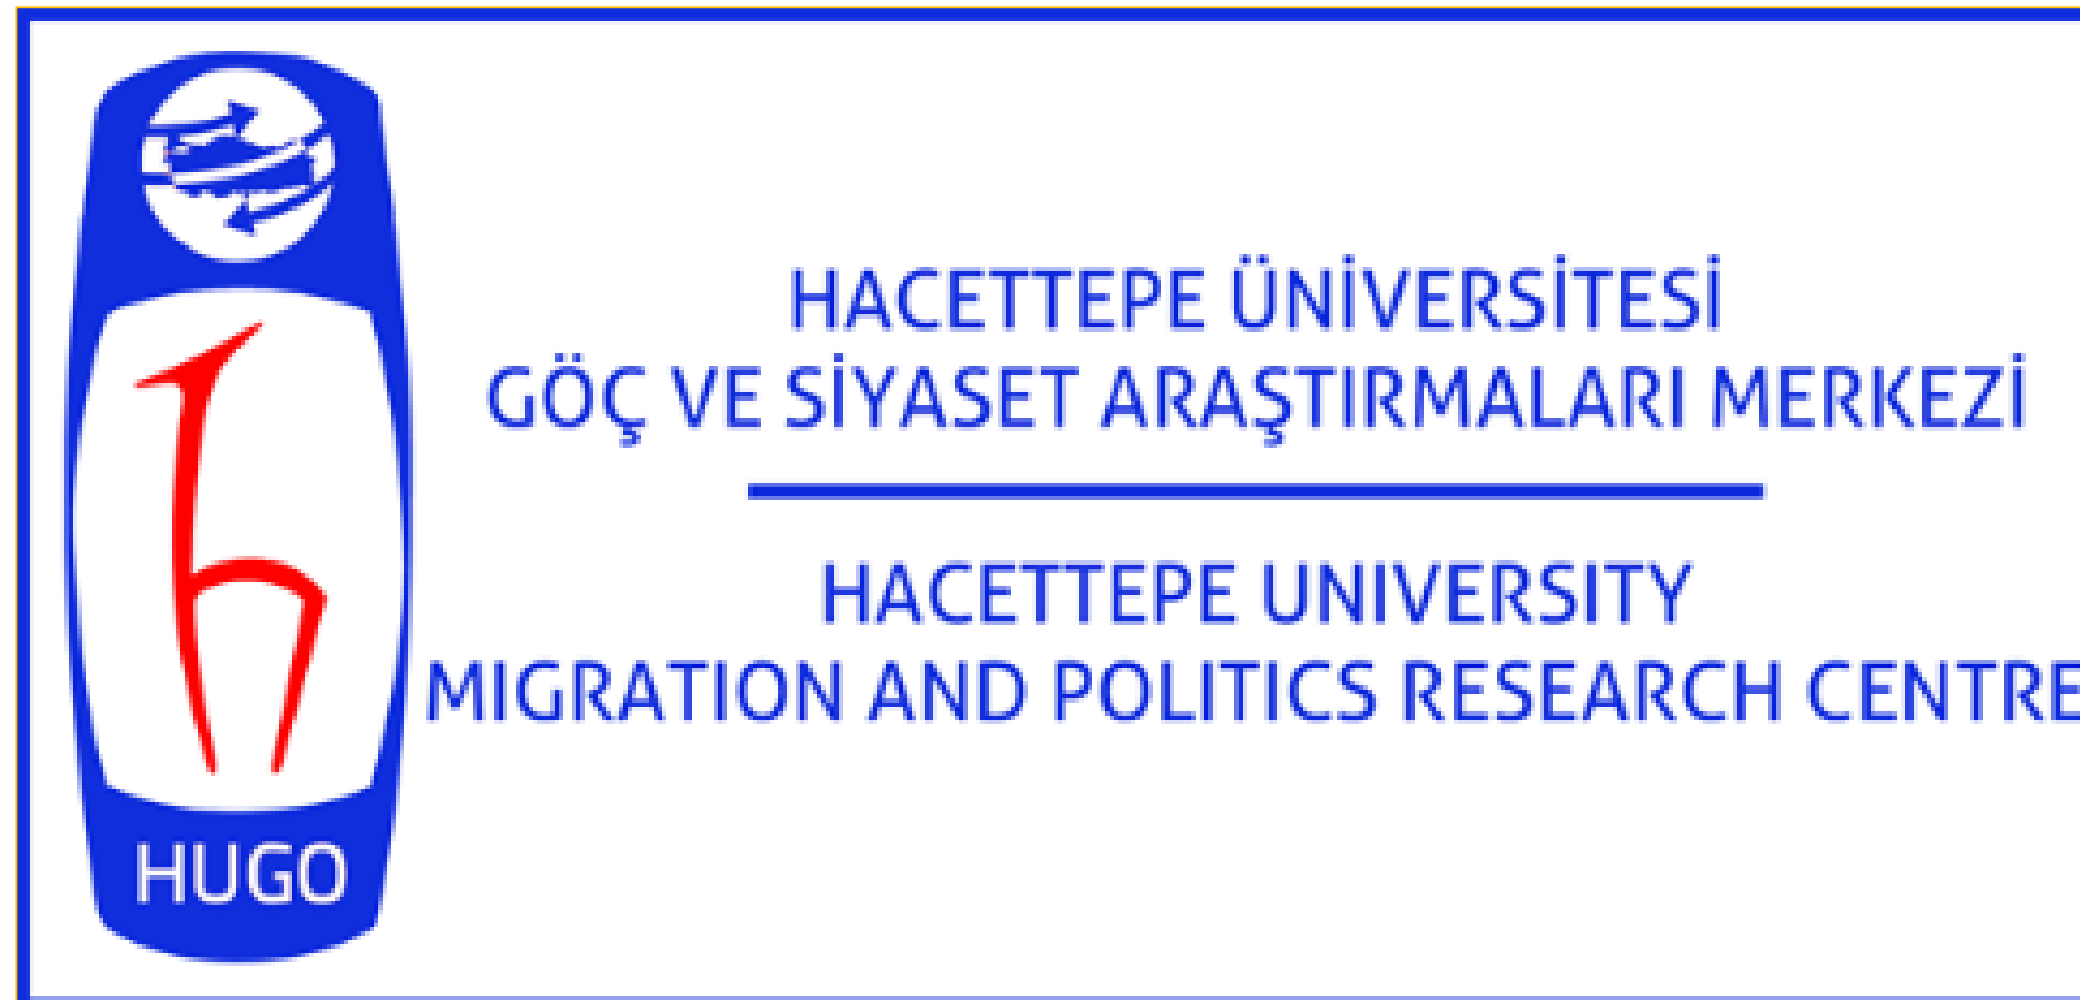 HACETTEPE ÜNİVERSİTESİ
GÖÇ VE SİYASET ARAŞTIRMALARI MERKEZİ
HACETTEPE UNIVERSITY
MIGRATION AND POLITICS RESEARCH CENTRE
HUGO